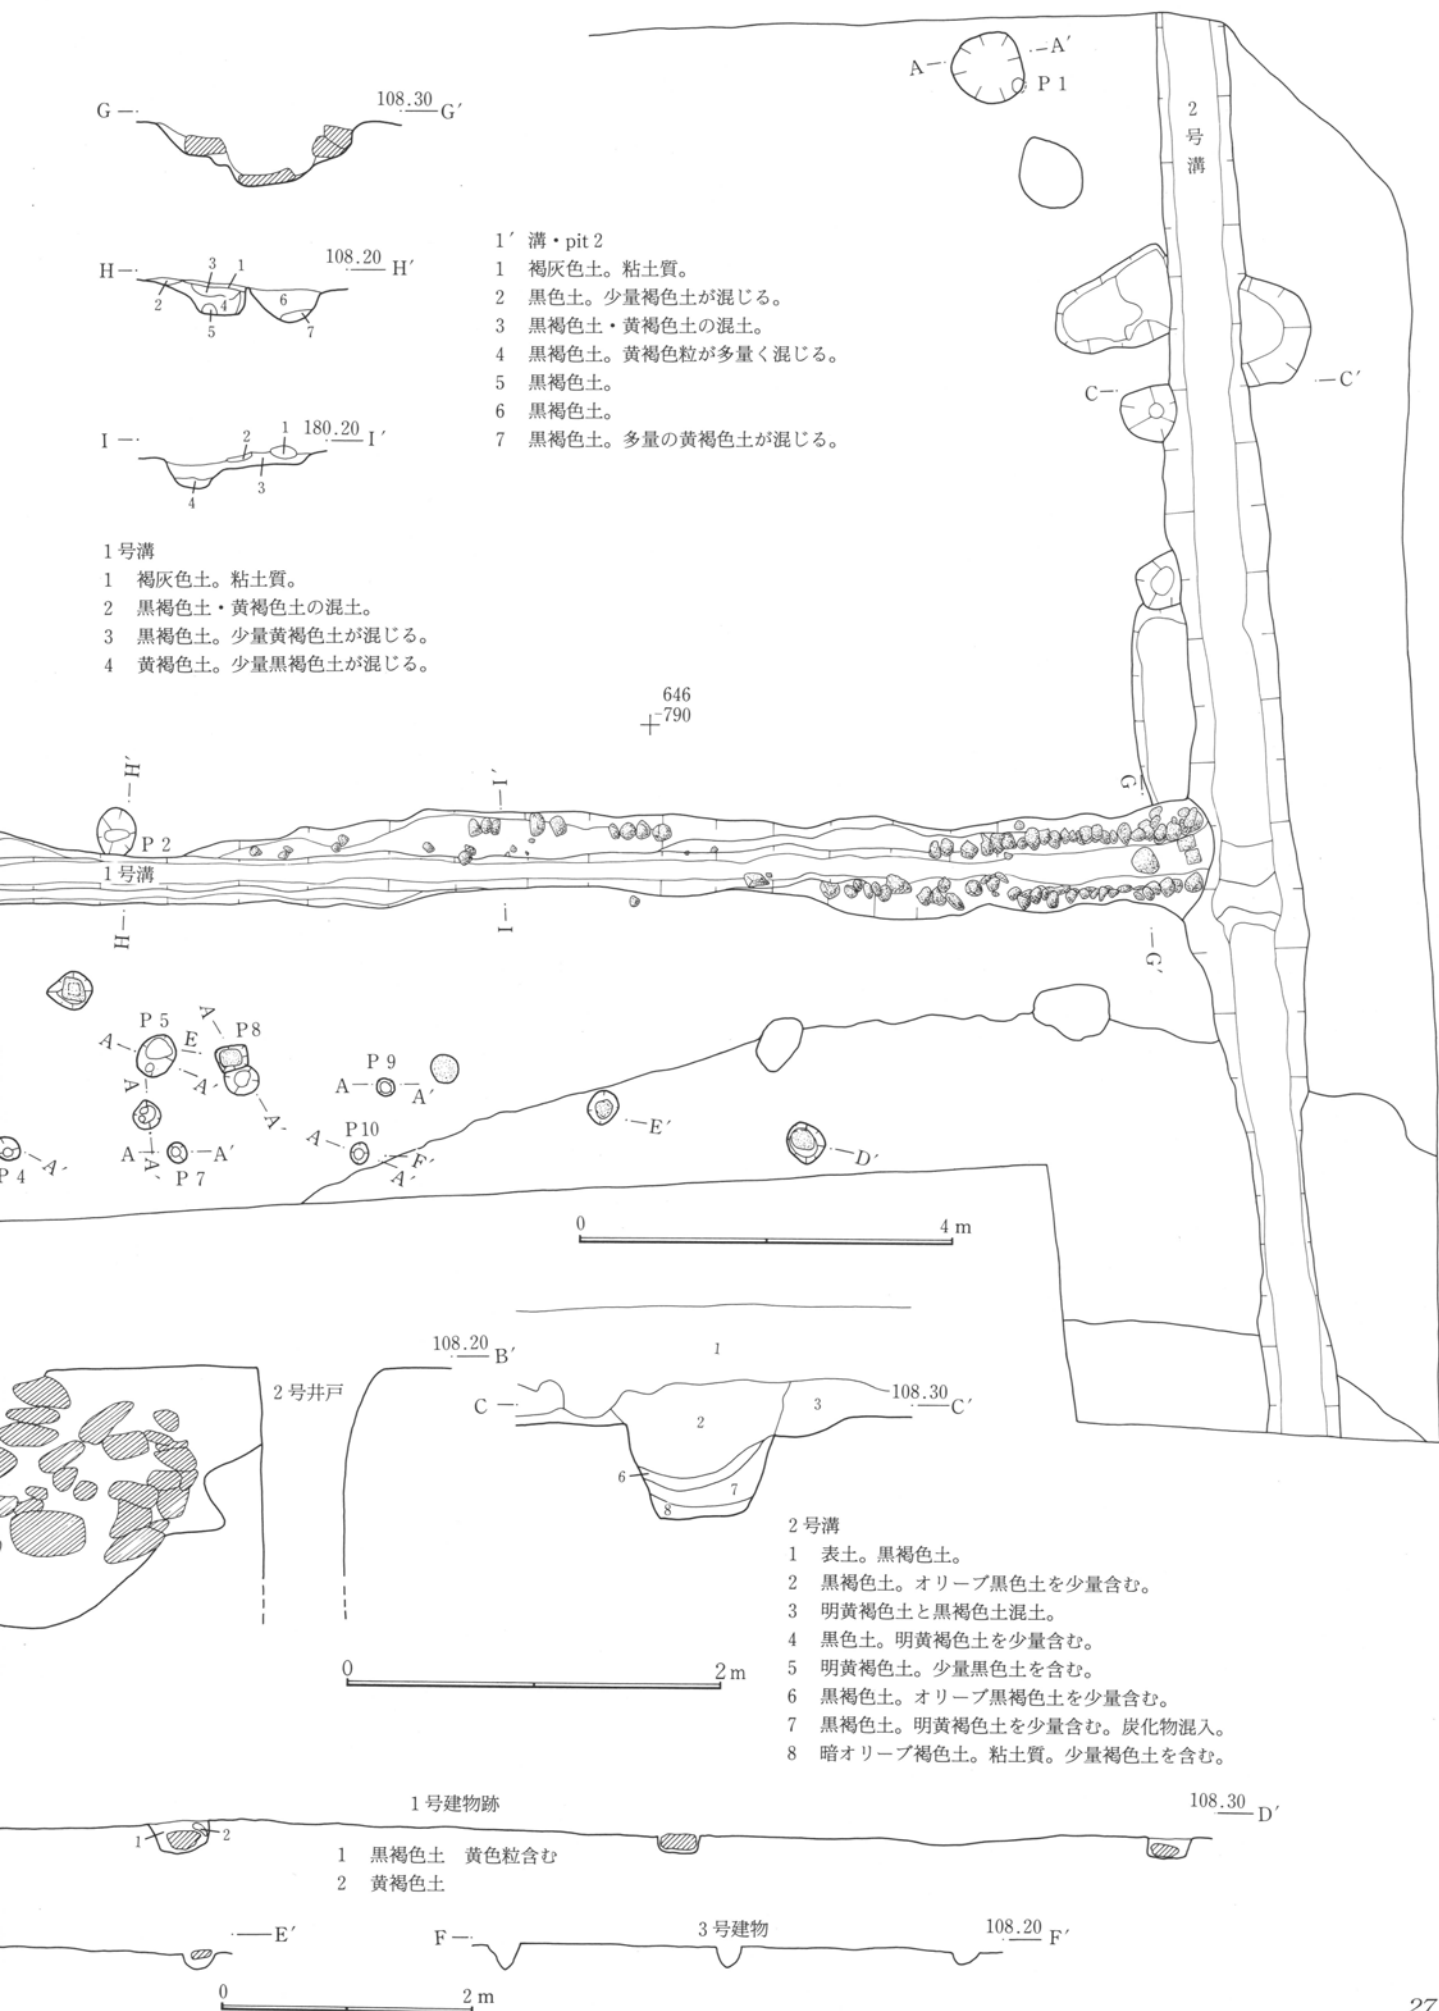 G
108.30
G′
H
108.20
H′
3
1
2
4
5
6
7
I
180.20
I′
2
1
3
4
1′ 溝・pit 2
1 褐灰色土。粘土質。
2 黒色土。少量褐色土が混じる。
3 黒褐色土・黄褐色土の混土。
4 黒褐色土。黄褐色粒が多量く混じる。
5 黒褐色土。
6 黒褐色土。
7 黒褐色土。多量の黄褐色土が混じる。
1号溝
1 褐灰色土。粘土質。
2 黒褐色土・黄褐色土の混土。
3 黒褐色土。少量黄褐色土が混じる。
4 黄褐色土。少量黒褐色土が混じる。
A
A′
P 1
2号溝
C
C′
646
-790
H′
P 2
1号溝
H
I′
I
G
G′
P 5
A
E
A′
P8
A
A′
A
A′
P 4
A′
A
A′
P 7
P 9
A
A′
P10
A
F′
A′
E′
D′
0
4 m
108.20
B′
2号井戸
1
C
108.30
C′
2
3
6
7
8
0
2 m
2号溝
1 表土。黒褐色土。
2 黒褐色土。オリーブ黒色土を少量含む。
3 明黄褐色土と黒褐色土混土。
4 黒色土。明黄褐色土を少量含む。
5 明黄褐色土。少量黒色土を含む。
6 黒褐色土。オリーブ黒褐色土を少量含む。
7 黒褐色土。明黄褐色土を少量含む。炭化物混入。
8 暗オリーブ褐色土。粘土質。少量褐色土を含む。
1号建物跡
108.30
D′
1
2
1 黒褐色土 黄色粒含む
2 黄褐色土
E′
F
3号建物
108.20
F′
0
2 m
27